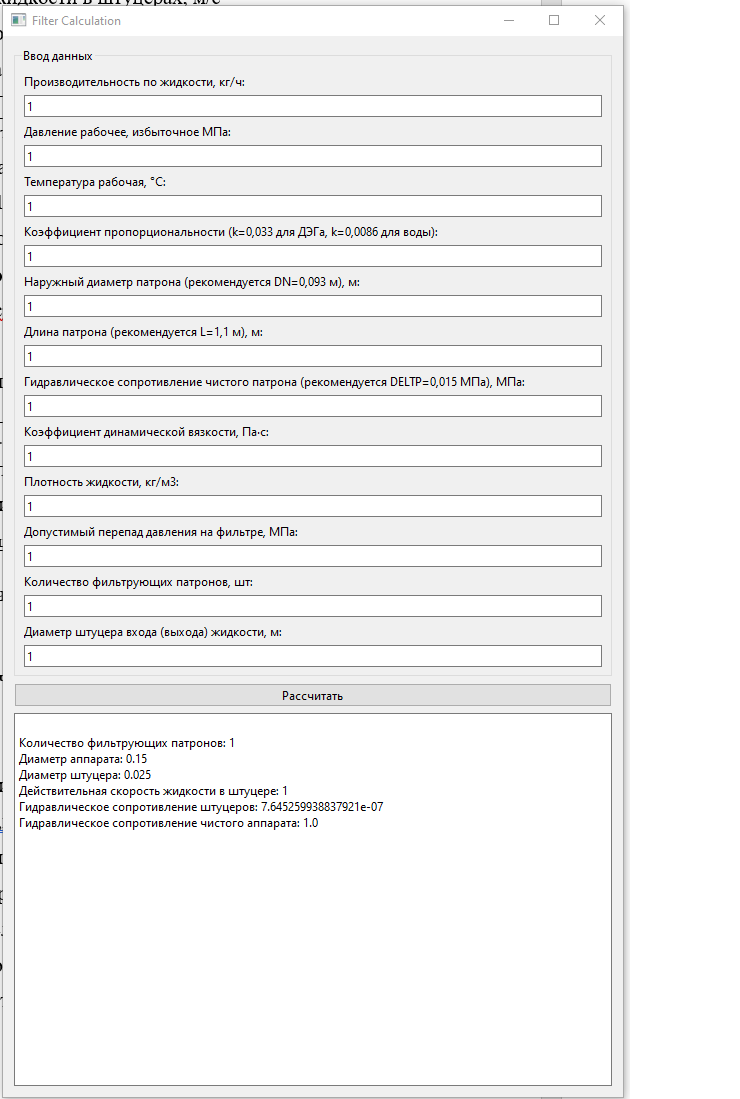 жидкости в штуцерах, м/с
Filter Calculation
Ввод данных
Производительность по жидкости, кг/ч:
1
Давление рабочее, избыточное МПа:
1
Температура рабочая, °C:
1
Коэффициент пропорциональности (k=0,033 для ДЭГа, k=0,0086 для воды):
1
Наружный диаметр патрона (рекомендуется DN=0,093 м), м:
1
Длина патрона (рекомендуется L=1,1 м), м:
1
Гидравлическое сопротивление чистого патрона (рекомендуется DELTP=0,015 МПа), МПа:
1
Коэффициент динамической вязкости, Па·с:
1
Плотность жидкости, кг/м3:
1
Допустимый перепад давления на фильтре, МПа:
1
Количество фильтрующих патронов, шт:
1
Диаметр штуцера входа (выхода) жидкости, м:
1
Рассчитать
Количество фильтрующих патронов: 1
Диаметр аппарата: 0.15
Диаметр штуцера: 0.025
Действительная скорость жидкости в штуцере: 1
Гидравлическое сопротивление штуцеров: 7.645259938837921e-07
Гидравлическое сопротивление чистого аппарата: 1.0